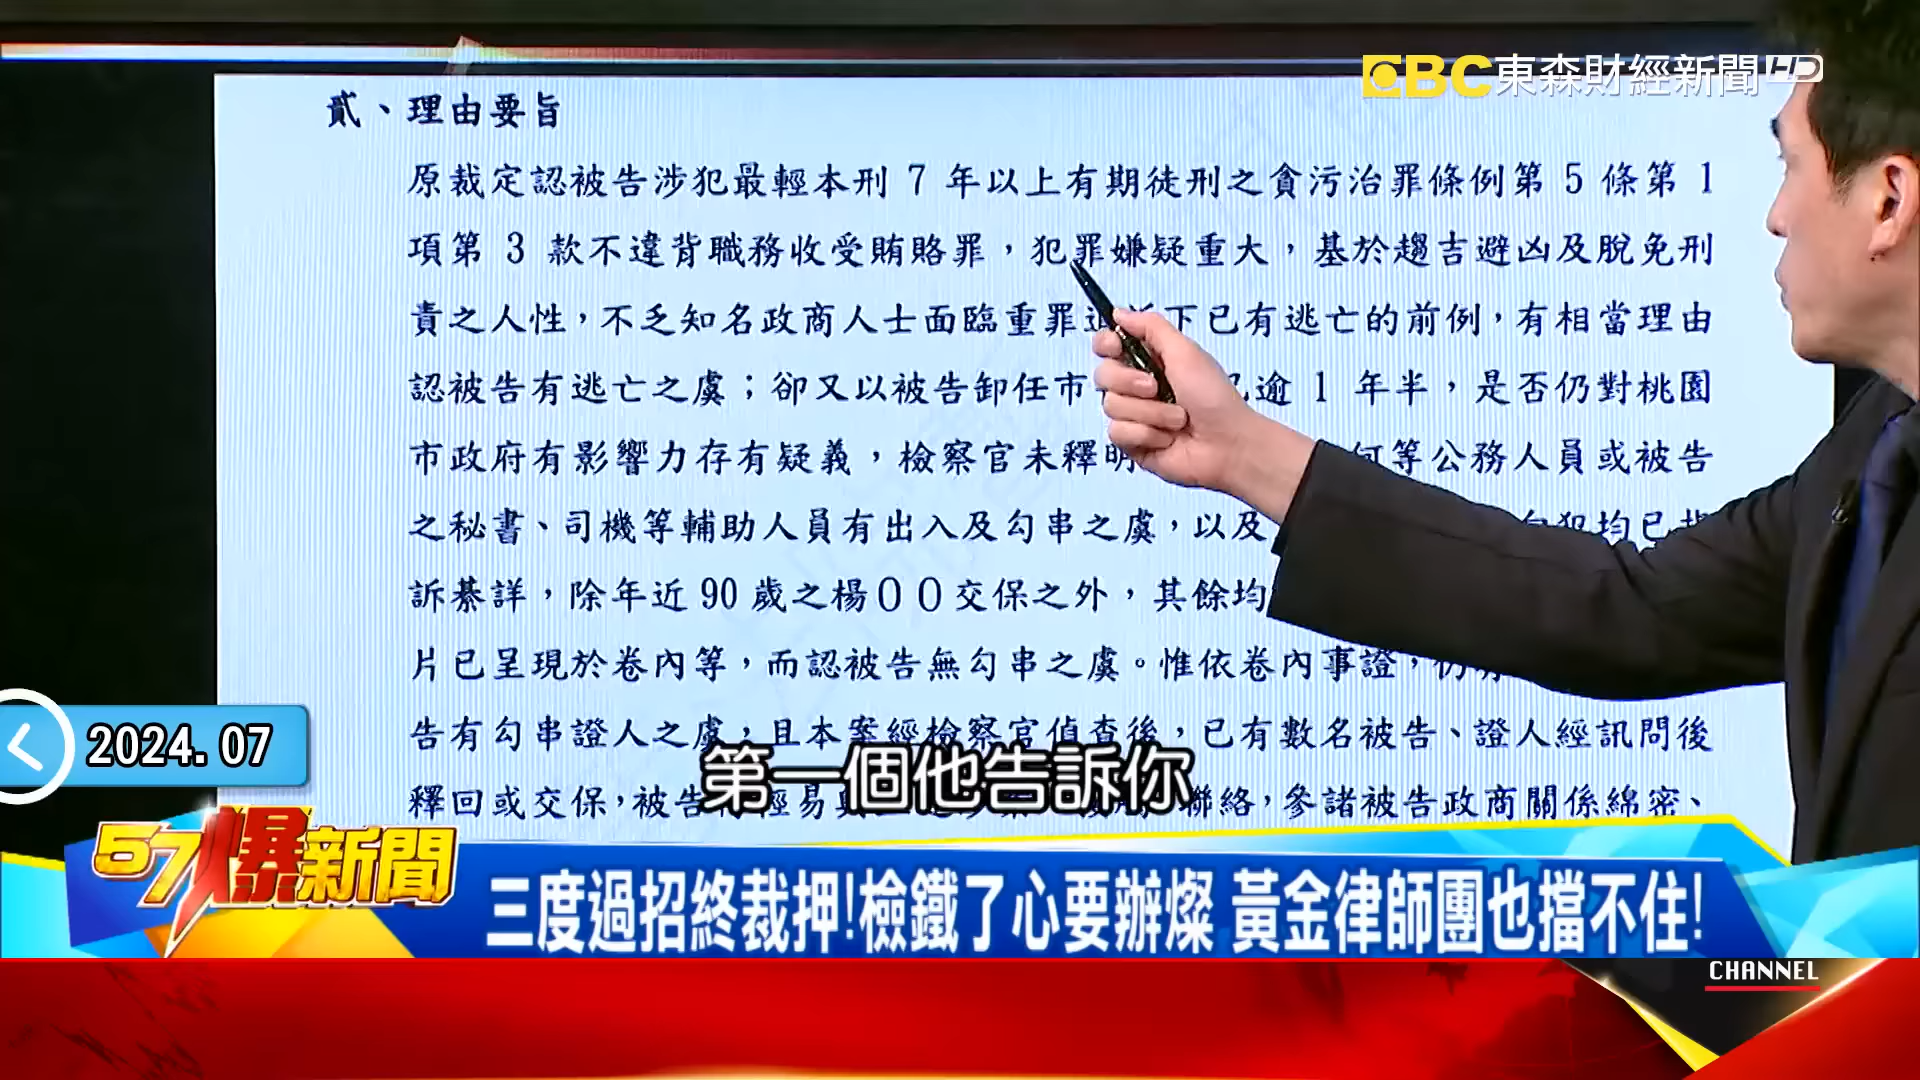 EBC東森財經新聞HD
貳、理由要旨
原裁定認被告涉犯最輕本刑 7 年以上有期徒刑之貪污治罪條例第 5 條第 1
項第 3 款不違背職務收受賄賂罪，犯罪嫌疑重大，基於趨吉避凶及脫免刑
責之人性，不乏知名政商人士面臨重罪 下已有逃亡的前例，有相當理由
認被告有逃亡之虞；卻又以被告卸任市 逾 1 年半，是否仍對桃園
市政府有影響力存有疑義，檢察官未釋明 何等公務人員或被告
之秘書、司機等輔助人員有出入及勾串之虞，以及 犯均已
訴綦詳，除年近 90 歲之楊ＯＯ交保之外，其餘均
片已呈現於卷內等，而認被告無勾串之虞。惟依卷內事證，
告有勾串證人之虞，且本案經檢察官偵查後，已有數名被告、證人經訊問後
釋回或交保，被告 輕易 聯絡，參諸被告政商關係綿密、
2024.07
第一個他告訴你
57爆新聞
三度過招終裁押!檢鐵了心要辦燦 黃金律師團也擋不住!
CHANNEL